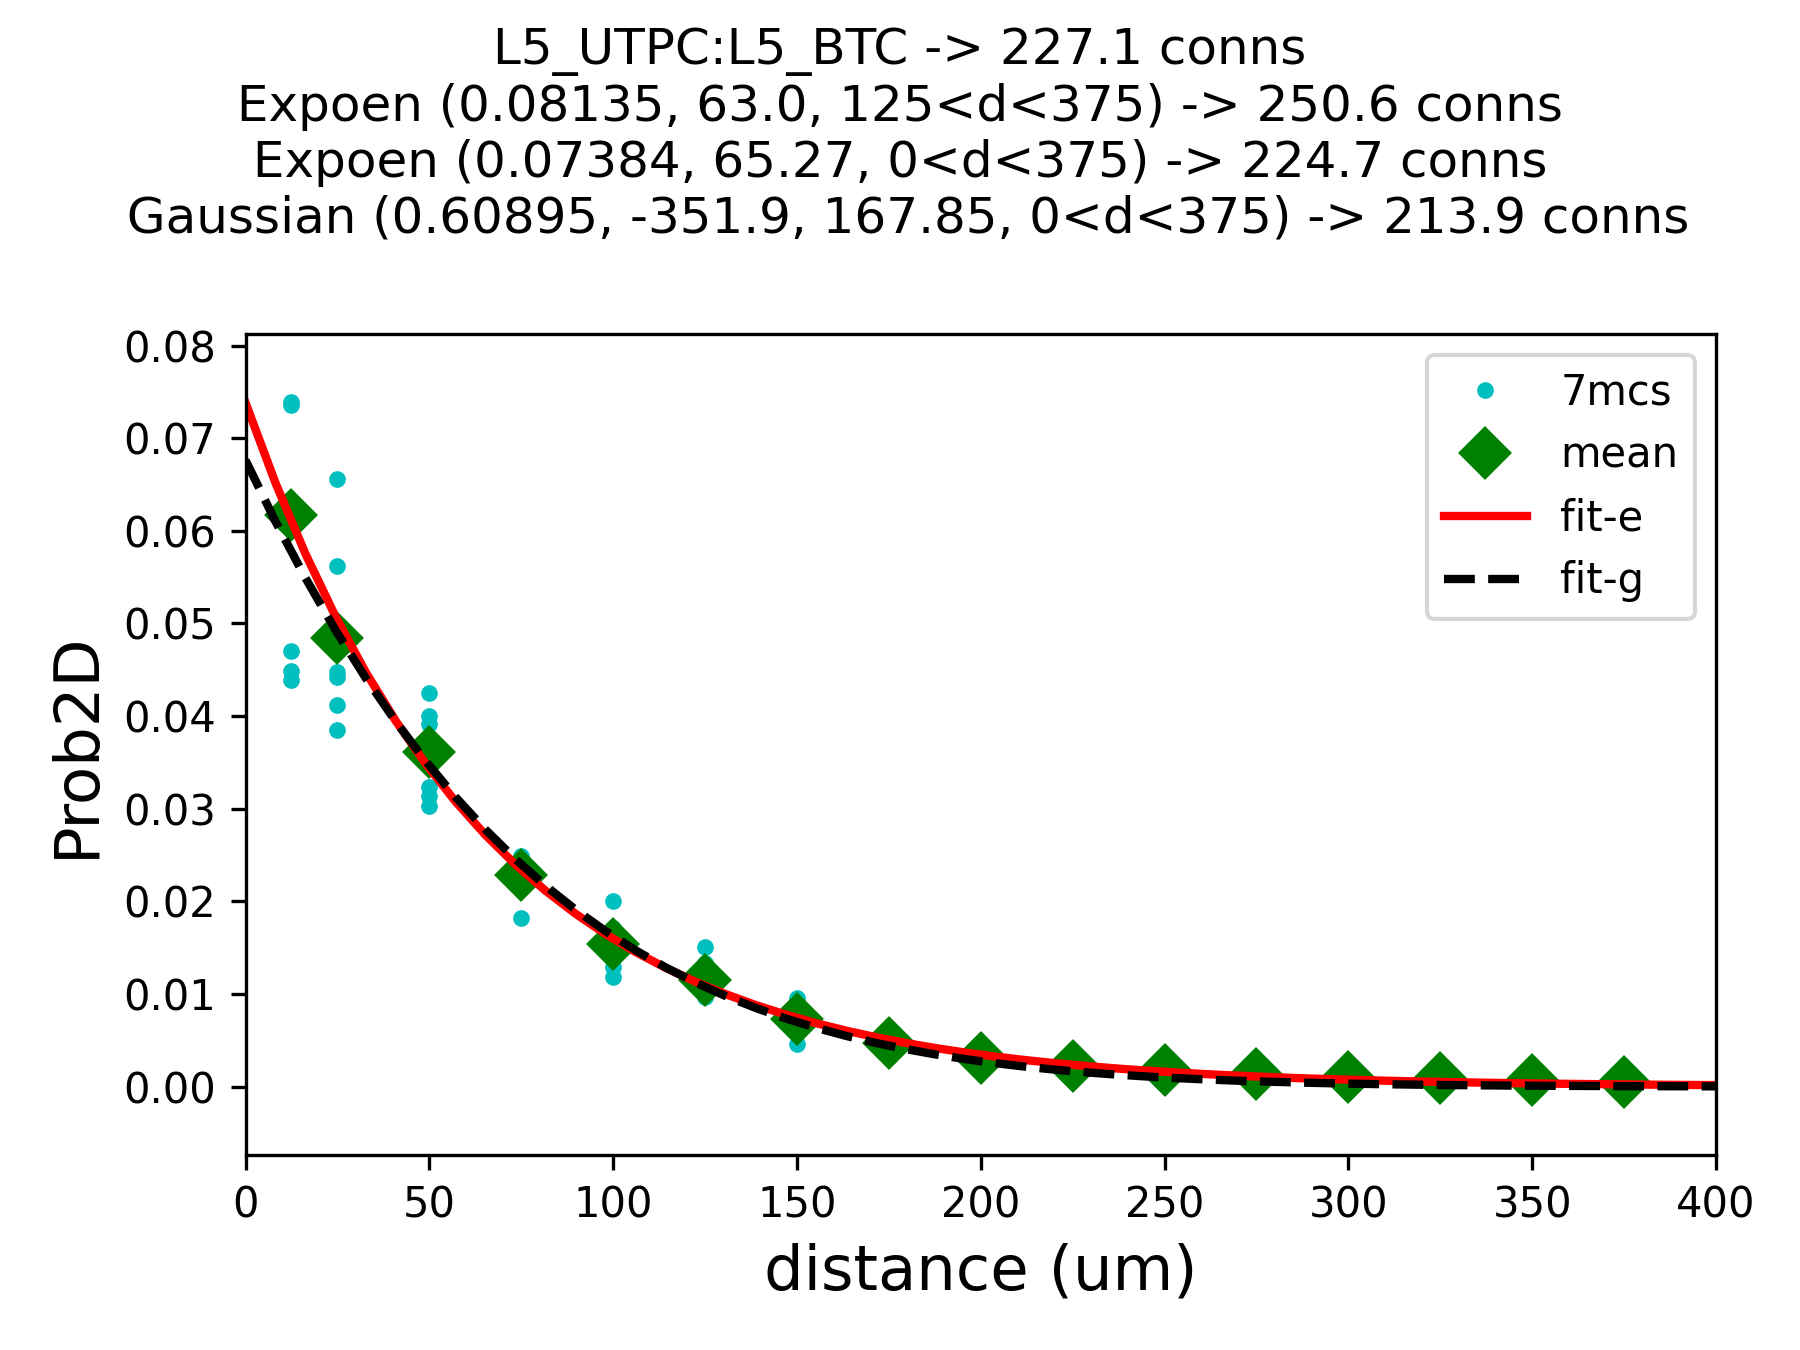 L5_UTPC:L5_BTC -> 227.1 conns
Expoen (0.08135, 63.0, 125<d<375) -> 250.6 conns
Expoen (0.07384, 65.27, 0<d<375) -> 224.7 conns
Gaussian (0.60895, -351.9, 167.85, 0<d<375) -> 213.9 conns
0.08
0.07
0.06
0.05
0.04
0.03
0.02
0.01
0.00
Prob2D
7mcs
mean
fit-e
fit-g
0 50 100 150 200 250 300 350 400
distance (um)